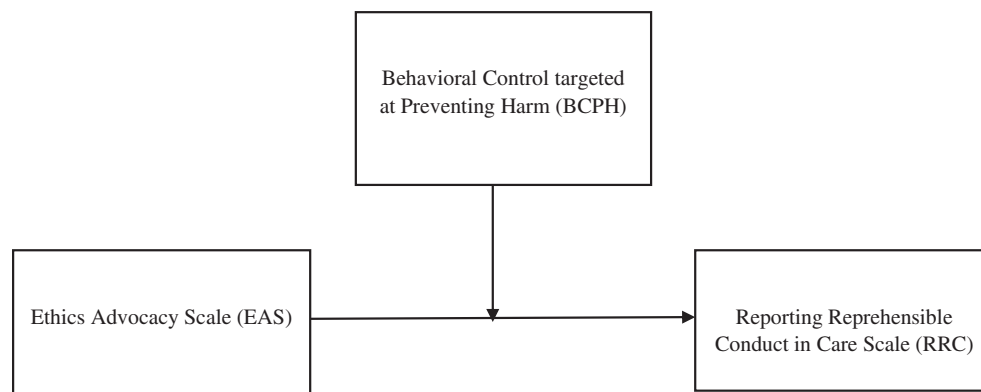 Behavioral Control targeted
at Preventing Harm (BCPH)
Ethics Advocacy Scale (EAS)
Reporting Reprehensible
Conduct in Care Scale (RRC)